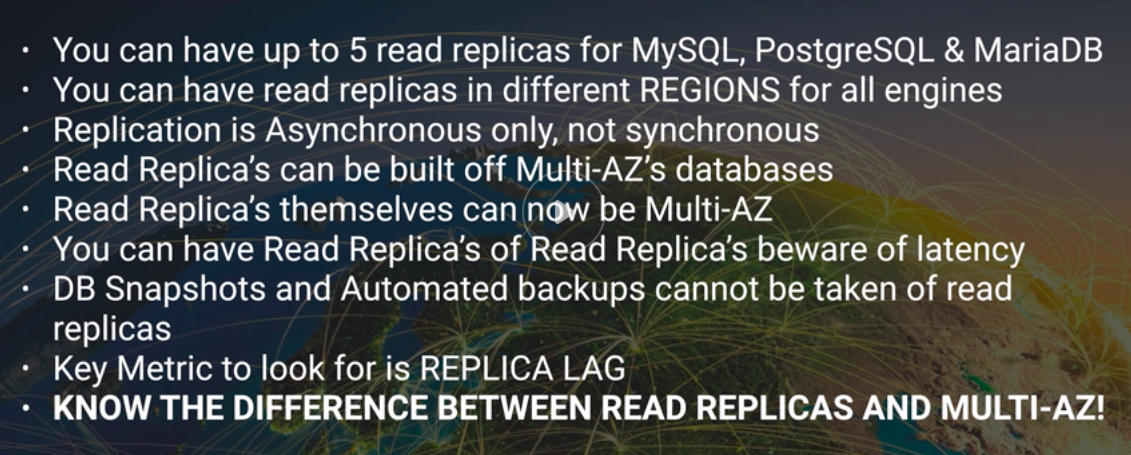 • You can have up to 5 read replicas for MySQL, PostgreSQL & MariaDB
• You can have read replicas in different REGIONS for all engines
• Replication is Asynchronous only, not synchronous
• Read Replica's can be built off Multi-AZ's databases
• Read Replica's themselves can now be Multi-AZ
• You can have Read Replica's of Read Replica's beware of latency
• DB Snapshots and Automated backups cannot be taken of read
replicas
• Key Metric to look for is REPLICA LAG
• KNOW THE DIFFERENCE BETWEEN READ REPLICAS AND MULTI-AZ!